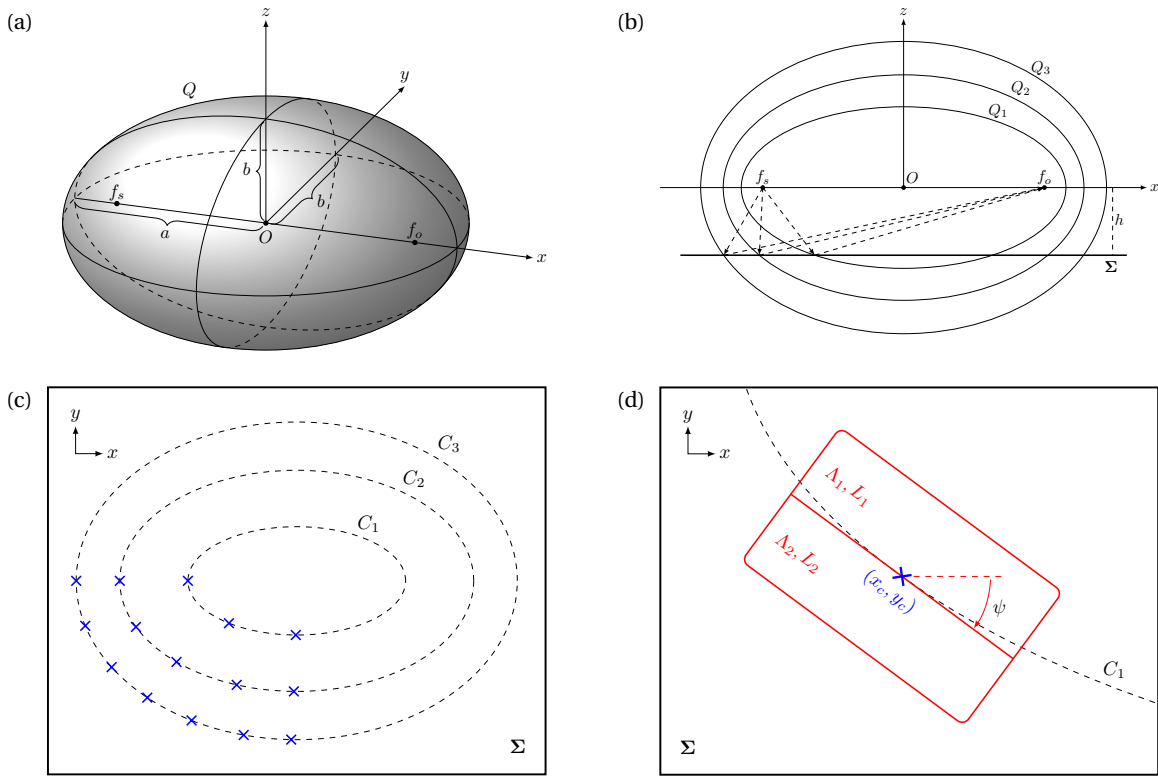 (a)
z
y
Q
b
b
f_s
a
O
f_o
x
(b)
z
Q_3
Q_2
Q_1
f_s
O
f_o
x
h
Σ
(c)
y
x
C_3
C_2
C_1
Σ
(d)
y
x
Λ_1, L_1
Λ_2, L_2
(x_c, y_c)
ψ
C_1
Σ